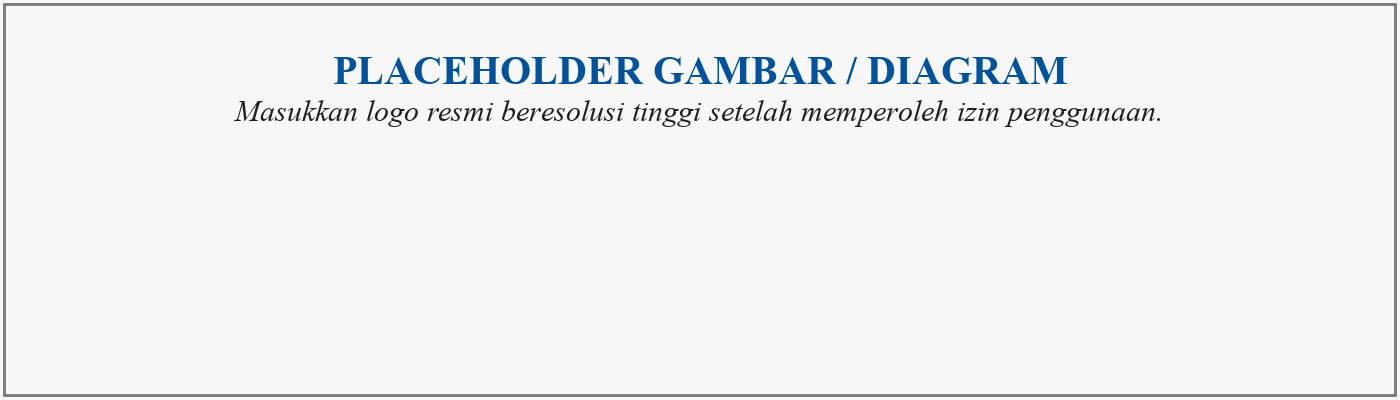 PLACEHOLDER GAMBAR / DIAGRAM
Masukkan logo resmi beresolusi tinggi setelah memperoleh izin penggunaan.